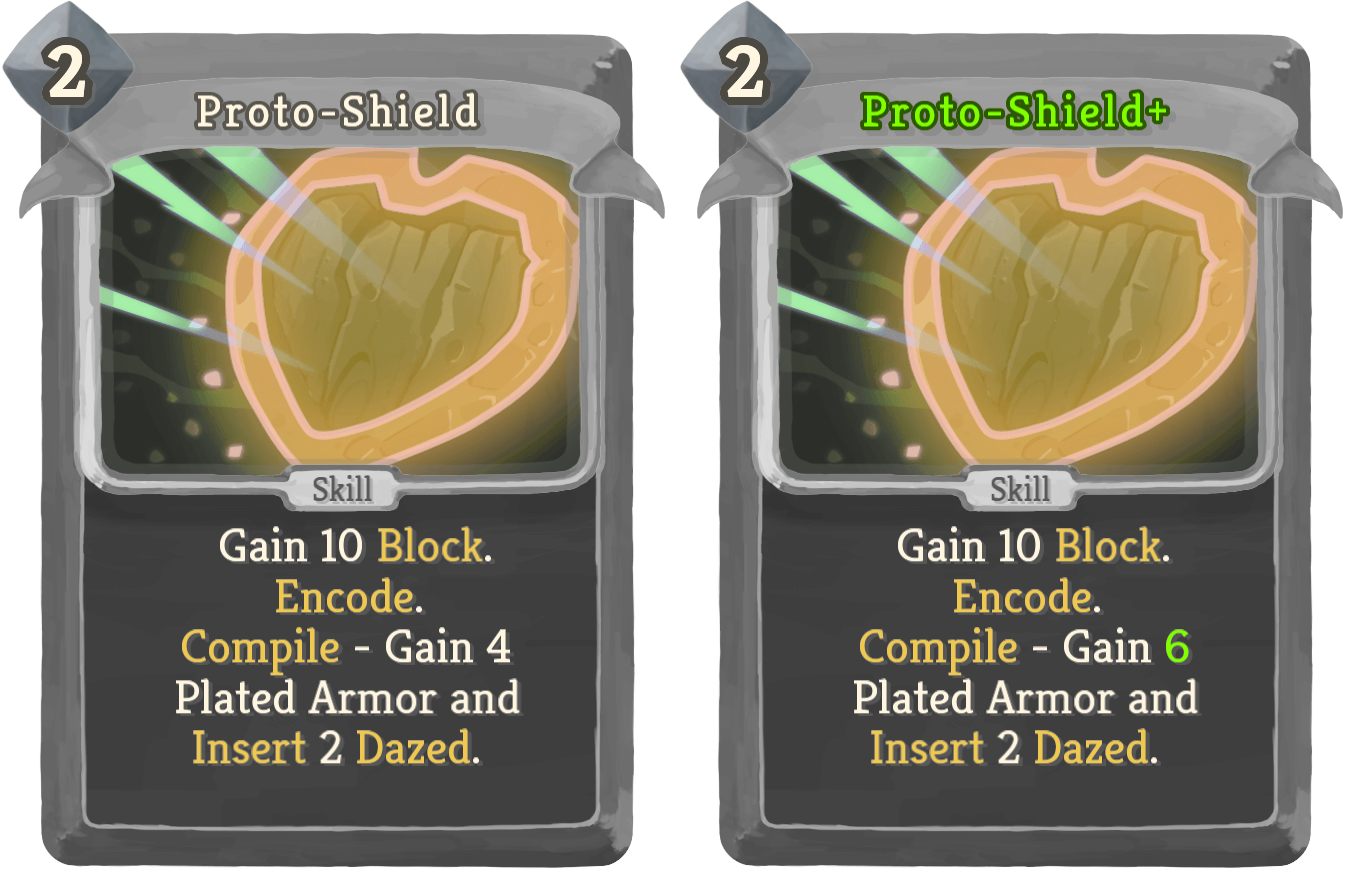 2
Proto-Shield
Skill
Gain 10 Block.
Encode.
Compile - Gain 4
Plated Armor and
Insert 2 Dazed.
2
Proto-Shield+
Skill
Gain 10 Block.
Encode.
Compile - Gain 6
Plated Armor and
Insert 2 Dazed.